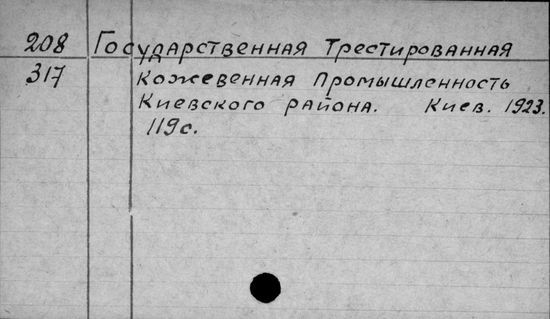 208 Государственная Трестированная
317 Кожевенная Промышленность
Киевского района. Киев. 1923.
119с.